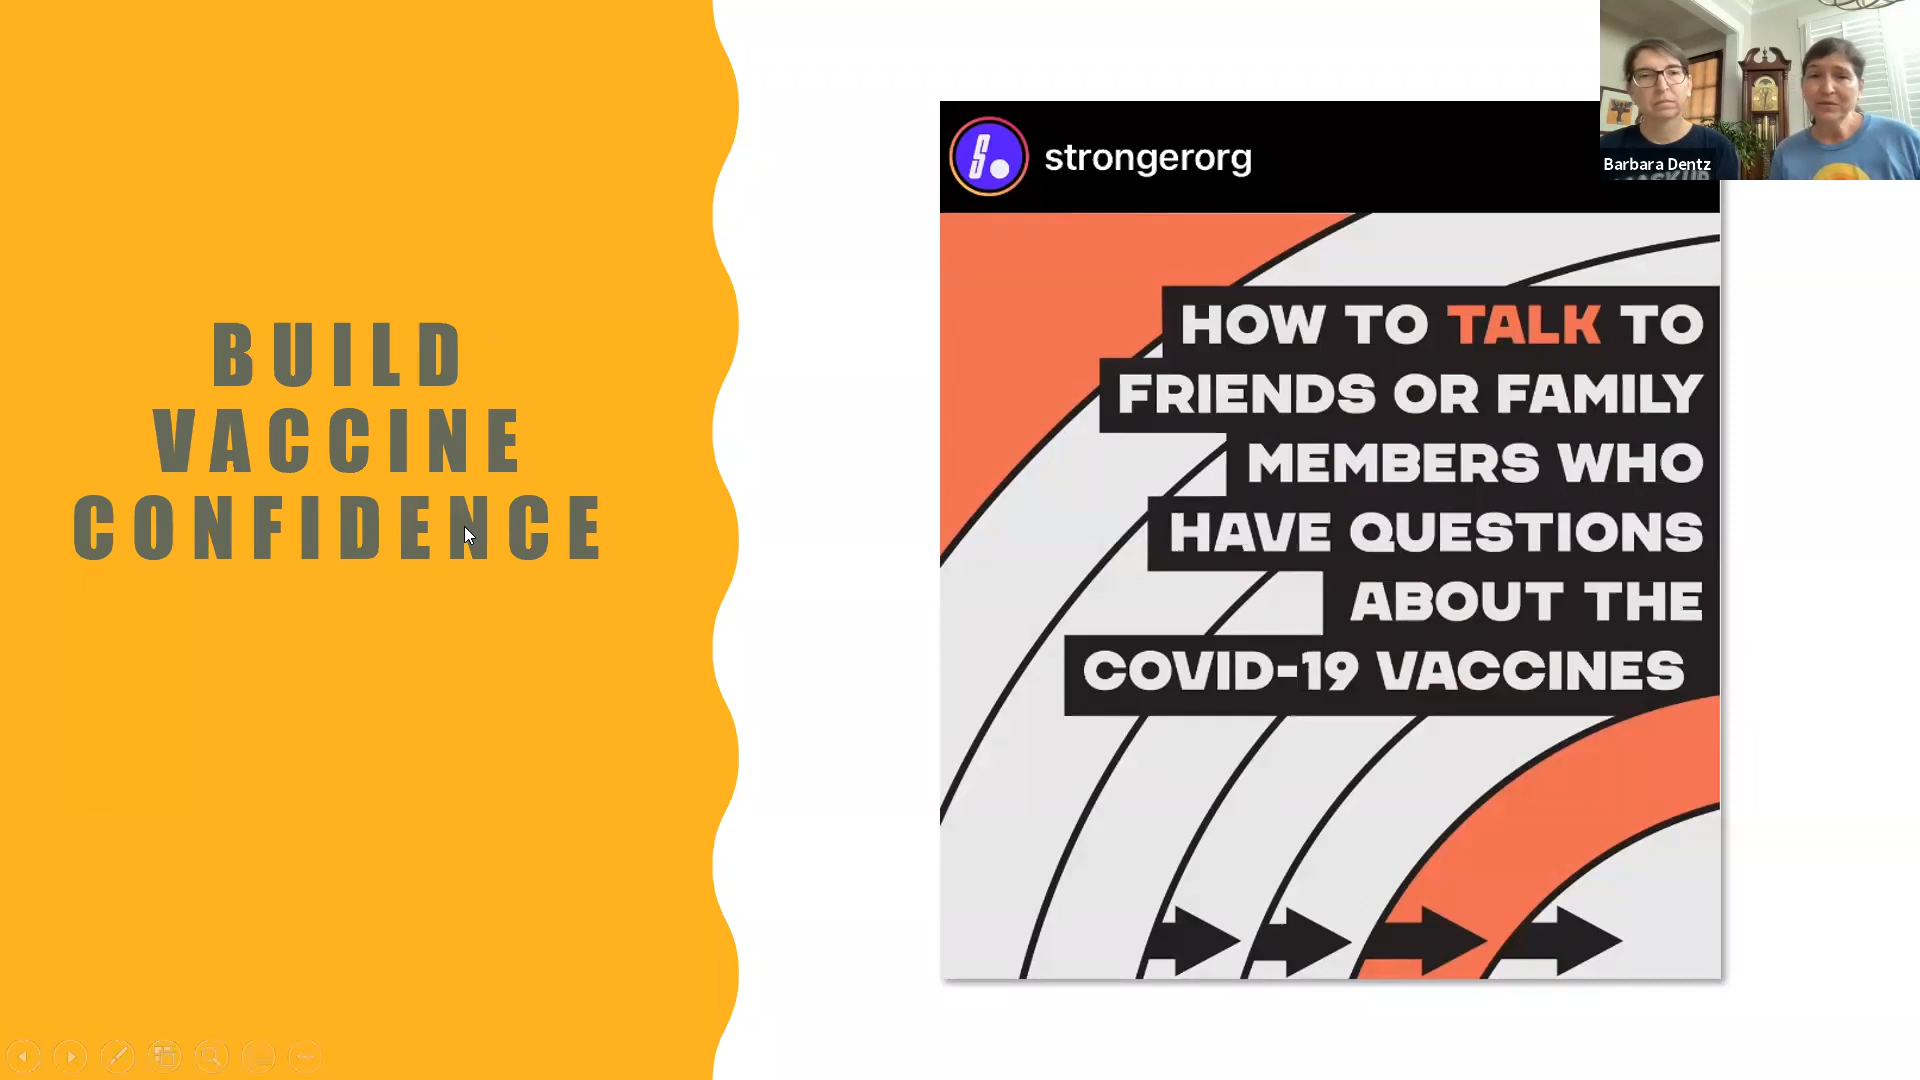 BUILD
VACCINE
CONFIDENCE
strongerorg
HOW TO TALK TO
FRIENDS OR FAMILY
MEMBERS WHO
HAVE QUESTIONS
ABOUT THE
COVID-19 VACCINES
Barbara Dentz